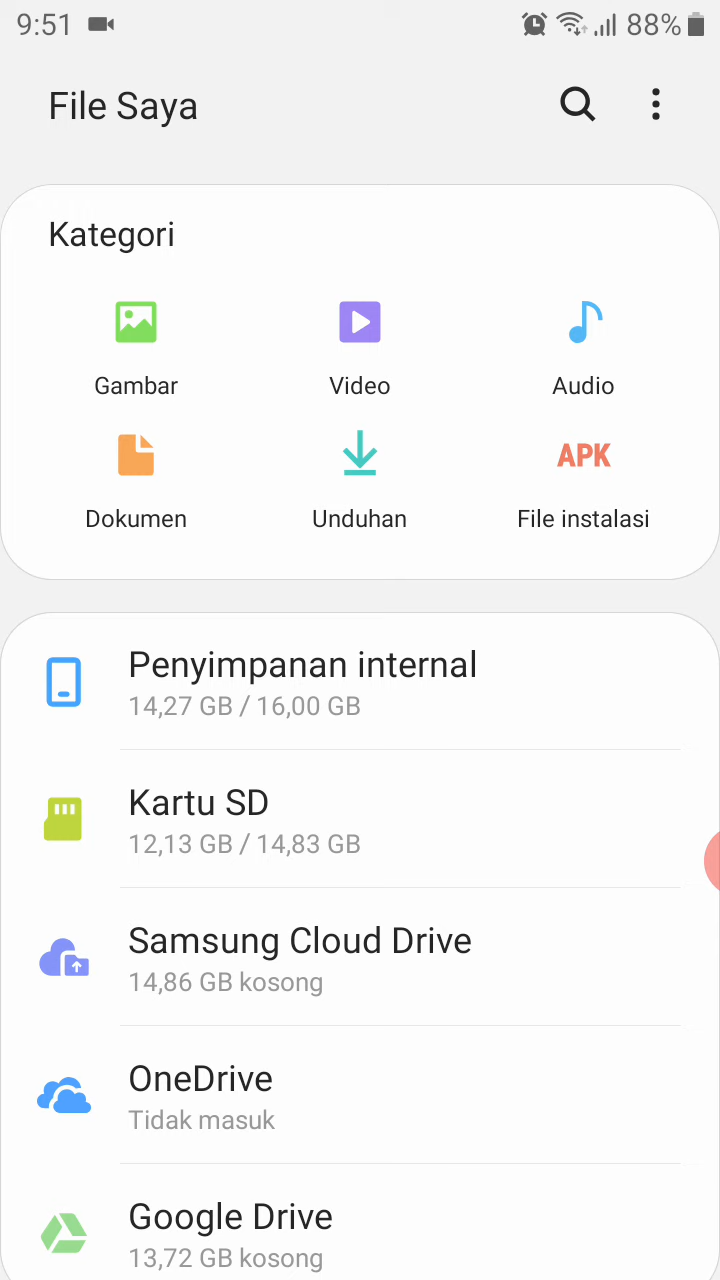 9:51
88%
File Saya
Kategori
Gambar
Video
Audio
Dokumen
Unduhan
APK
File instalasi
Penyimpanan internal
14,27 GB / 16,00 GB
Kartu SD
12,13 GB / 14,83 GB
Samsung Cloud Drive
14,86 GB kosong
OneDrive
Tidak masuk
Google Drive
13,72 GB kosong